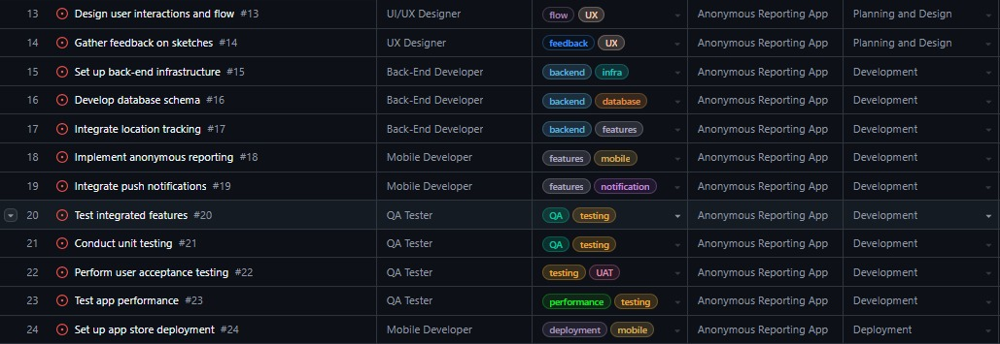 13 Design user interactions and flow #13 UI/UX Designer flow UX Anonymous Reporting App Planning and Design
14 Gather feedback on sketches #14 UX Designer feedback UX Anonymous Reporting App Planning and Design
15 Set up back-end infrastructure #15 Back-End Developer backend infra Anonymous Reporting App Development
16 Develop database schema #16 Back-End Developer backend database Anonymous Reporting App Development
17 Integrate location tracking #17 Back-End Developer backend features Anonymous Reporting App Development
18 Implement anonymous reporting #18 Mobile Developer features mobile Anonymous Reporting App Development
19 Integrate push notifications #19 Mobile Developer features notification Anonymous Reporting App Development
20 Test integrated features #20 QA Tester QA testing Anonymous Reporting App Development
21 Conduct unit testing #21 QA Tester QA testing Anonymous Reporting App Development
22 Perform user acceptance testing #22 QA Tester testing UAT Anonymous Reporting App Development
23 Test app performance #23 QA Tester performance testing Anonymous Reporting App Development
24 Set up app store deployment #24 Mobile Developer deployment mobile Anonymous Reporting App Deployment